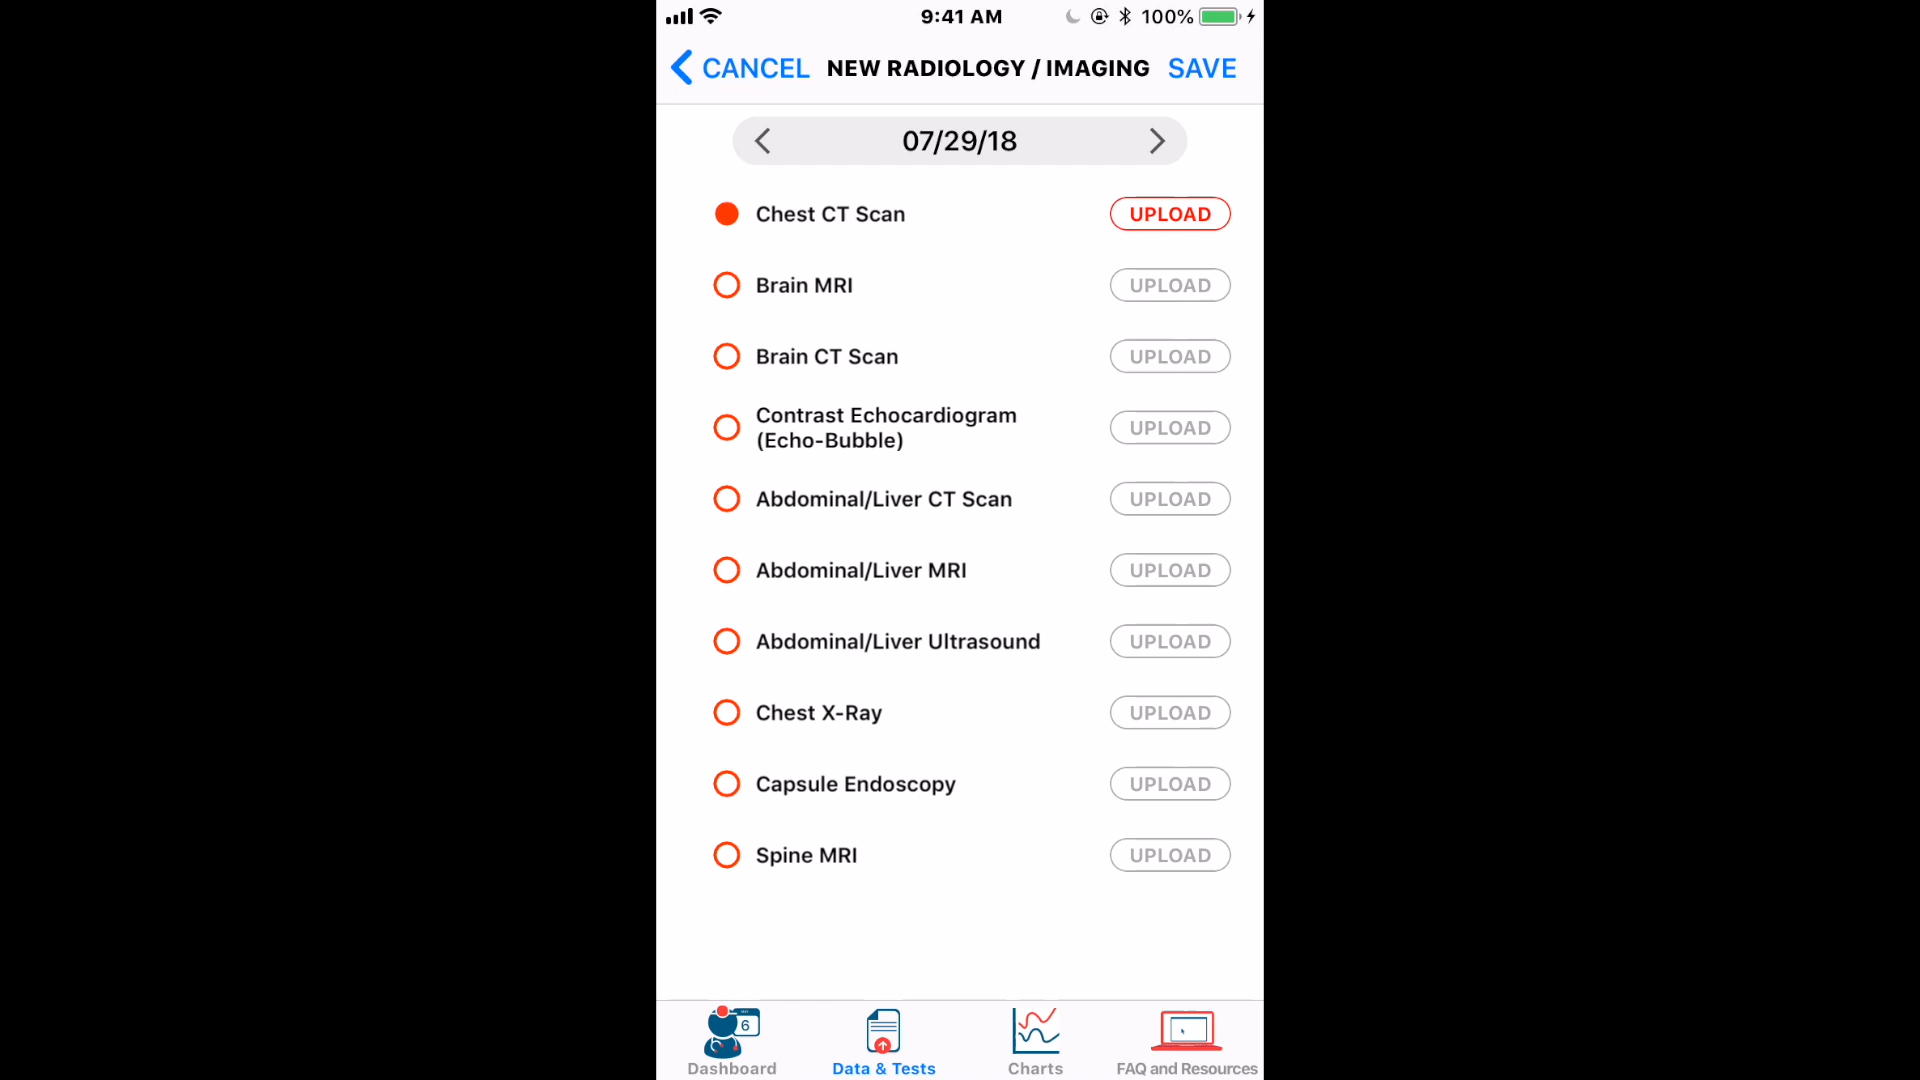 9:41 AM
100%
CANCEL NEW RADIOLOGY / IMAGING SAVE
07/29/18
Chest CT Scan UPLOAD
Brain MRI UPLOAD
Brain CT Scan UPLOAD
Contrast Echocardiogram
(Echo-Bubble) UPLOAD
Abdominal/Liver CT Scan UPLOAD
Abdominal/Liver MRI UPLOAD
Abdominal/Liver Ultrasound UPLOAD
Chest X-Ray UPLOAD
Capsule Endoscopy UPLOAD
Spine MRI UPLOAD
6
Dashboard Data & Tests Charts FAQ and Resources